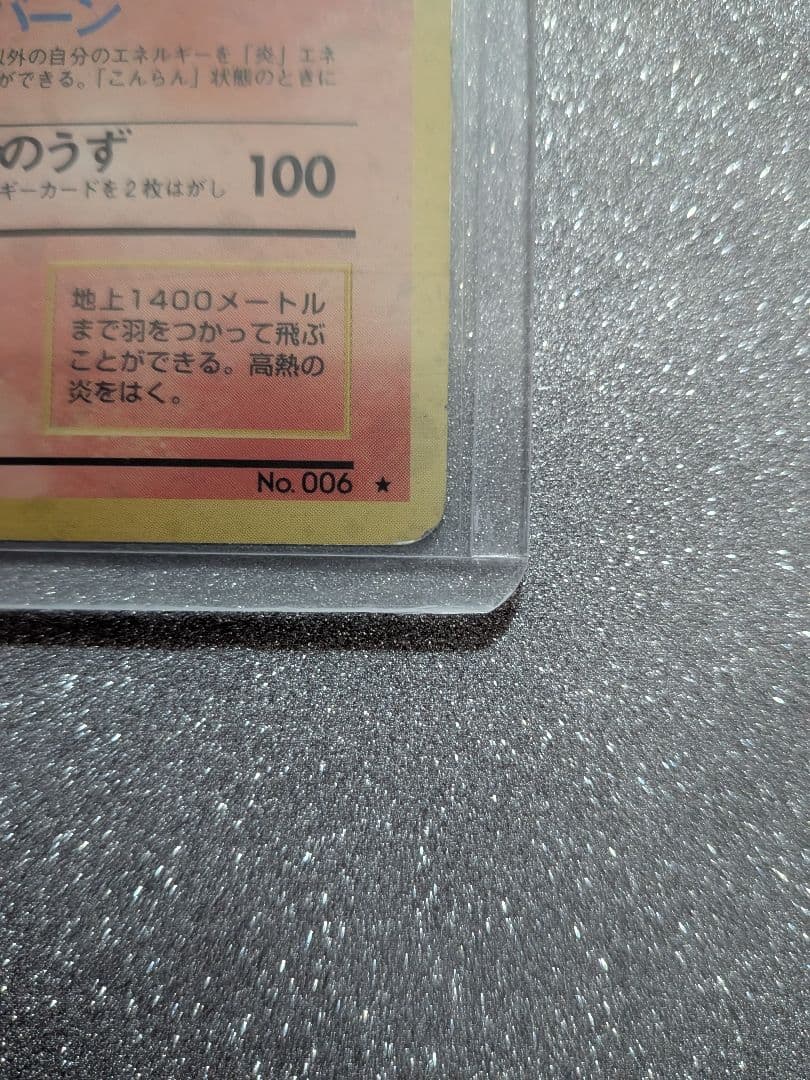 バーン
以外の自分のエネルギーを「炎」エネ
ができる。「こんらん」状態のときに
のうず
100
ギーカードを2枚はがし
地上1400メートル
まで羽をつかって飛ぶ
ことができる。高熱の
炎をはく。
No. 006 ★